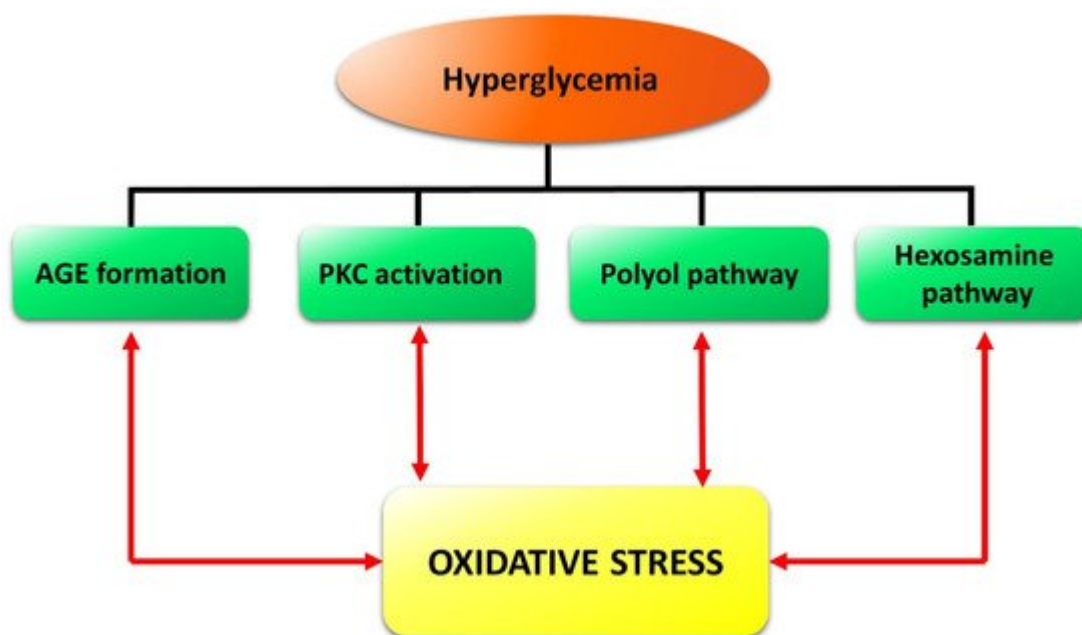 Hyperglycemia
AGE formation
PKC activation
Polyol pathway
Hexosamine
pathway
OXIDATIVE STRESS